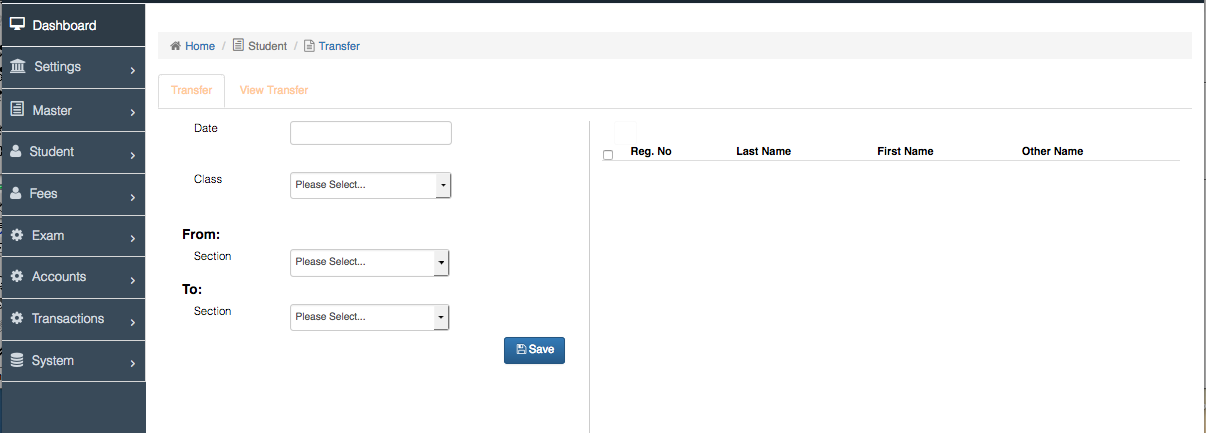 Dashboard
Settings
Master
Student
Fees
Exam
Accounts
Transactions
System
Home / Student / Transfer
Transfer View Transfer
Date
Class Please Select...
From:
Section Please Select...
To:
Section Please Select...
Save
Reg. No Last Name First Name Other Name